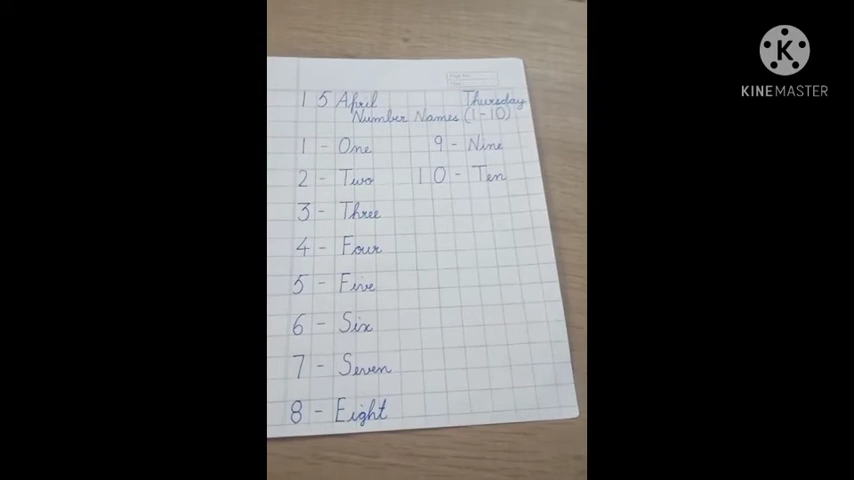 15 April Thursday
Number Names (1-10)
1 - One
2 - Two
3 - Three
4 - Four
5 - Five
6 - Six
7 - Seven
8 - Eight
9 - Nine
10 - Ten
K
KINEMASTER